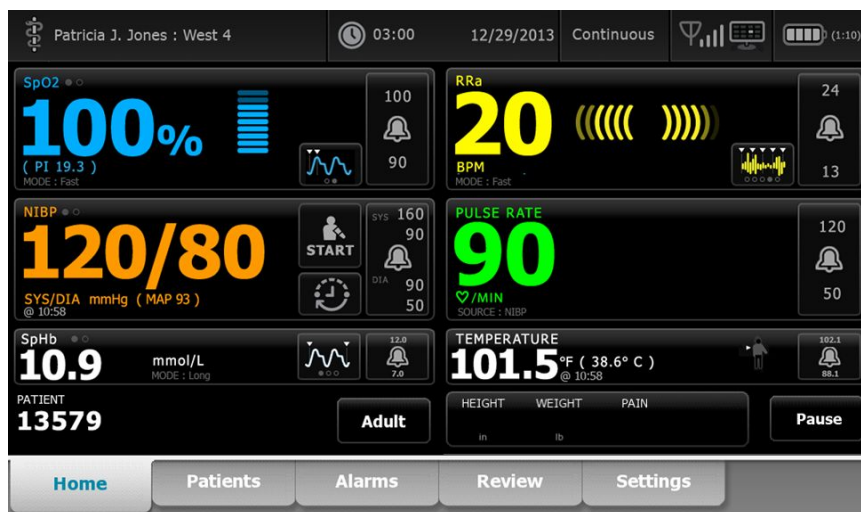 Patricia J. Jones : West 4 03:00 12/29/2013 Continuous (1:10)
SpO2
100%
( PI 19.3 )
MODE : Fast
100
90
RRa
20
BPM
MODE : Fast
24
13
NIBP
120/80
SYS/DIA mmHg ( MAP 93 )
@ 10:58
START
SYS 160
90
DIA 90
50
PULSE RATE
90
/MIN
SOURCE : NIBP
120
50
SpHb
10.9 mmol/L
MODE : Long
12.0
7.0
TEMPERATURE
101.5 °F ( 38.6° C )
@ 10:58
102.1
88.1
PATIENT
13579
Adult
HEIGHT WEIGHT PAIN
in lb
Pause
Home Patients Alarms Review Settings